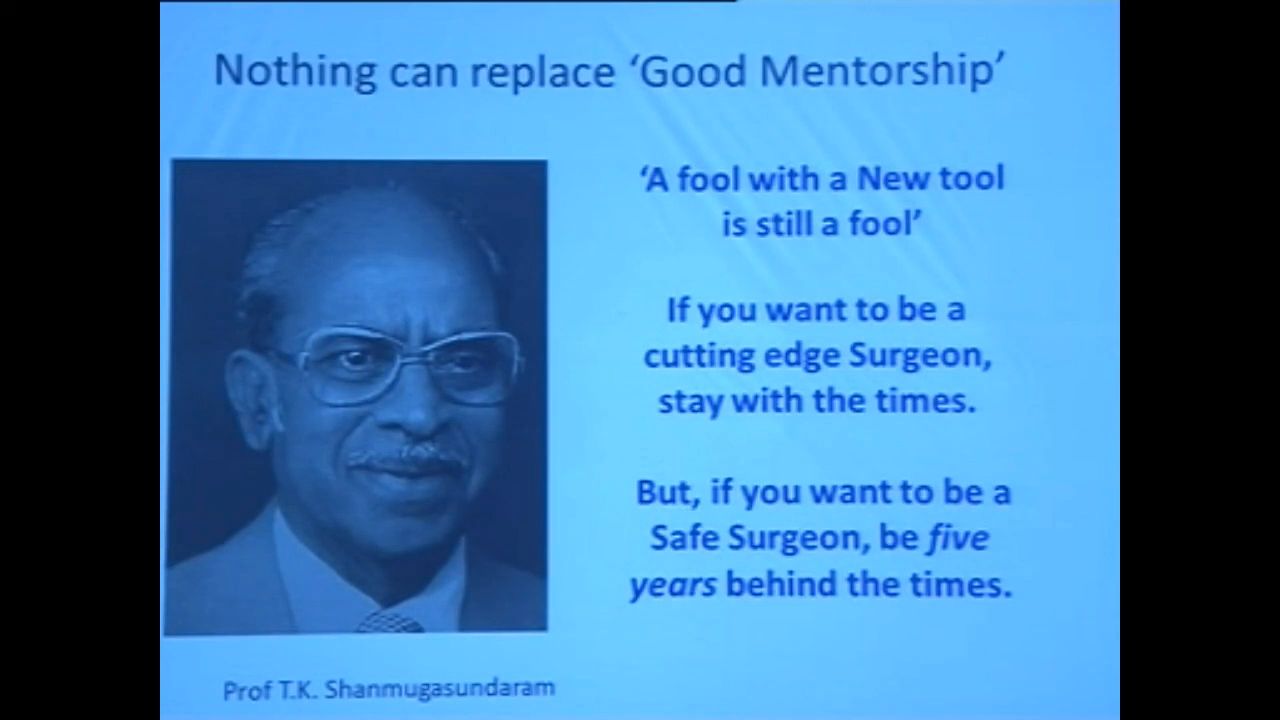 Nothing can replace ‘Good Mentorship’
‘A fool with a New tool
is still a fool’
If you want to be a
cutting edge Surgeon,
stay with the times.
But, if you want to be a
Safe Surgeon, be five
years behind the times.
Prof T.K. Shanmugasundaram